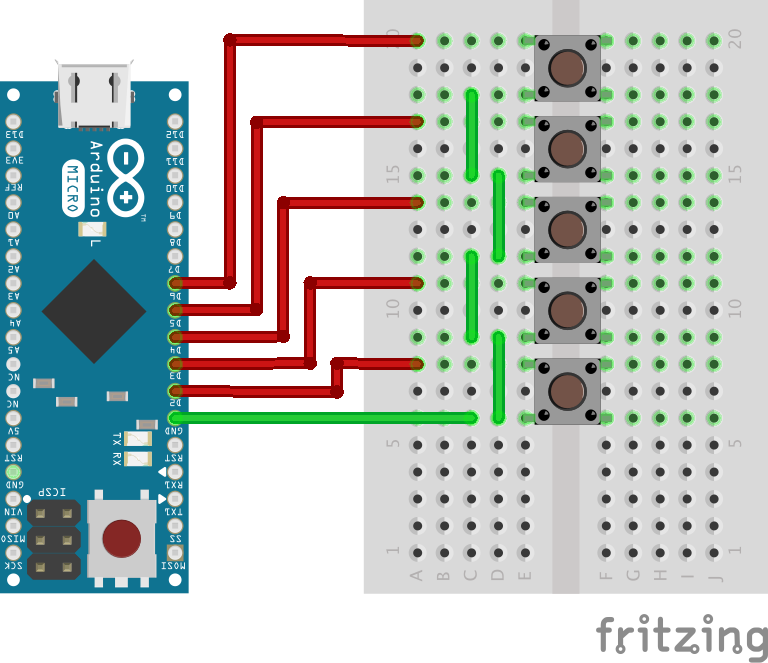 D13
3V3
REF
A0
A1
A2
A3
A4
A5
NC
NC
5V
RST
GND
VIN
MISO
SCK
Arduino
MICRO
TM
L
TX
RX
ICSP
D12
D11
D10
D9
D8
D7
D6
D5
D4
D3
D2
GND
RST
RX1
TX1
SS
MOSI
20
15
10
5
1
A B C D E F G H I J
20
15
10
5
1
fritzing